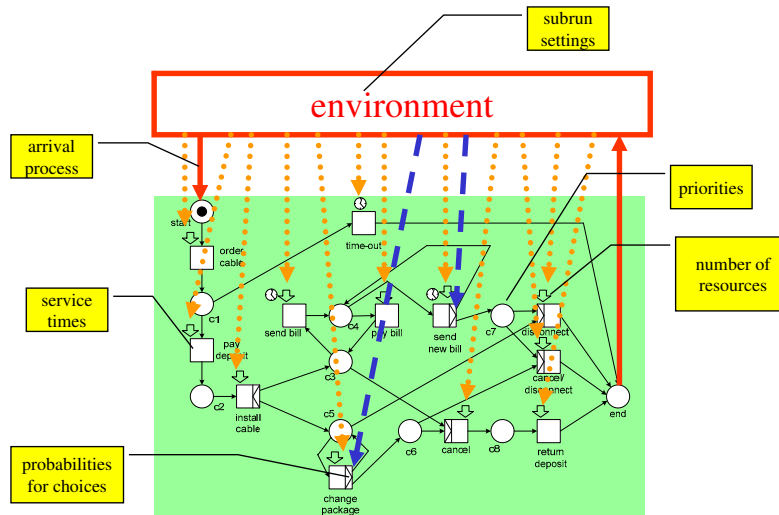 subrun
settings
environment
arrival
process
priorities
start
time-out
order
cable
number of
resources
service
times
c1
send bill
c4
pay bill
send
new bill
c7
disconnect
pay
deposit
c3
cancel/
disconnect
c2
install
cable
c5
end
c6
cancel
c8
return
deposit
probabilities
for choices
change
package